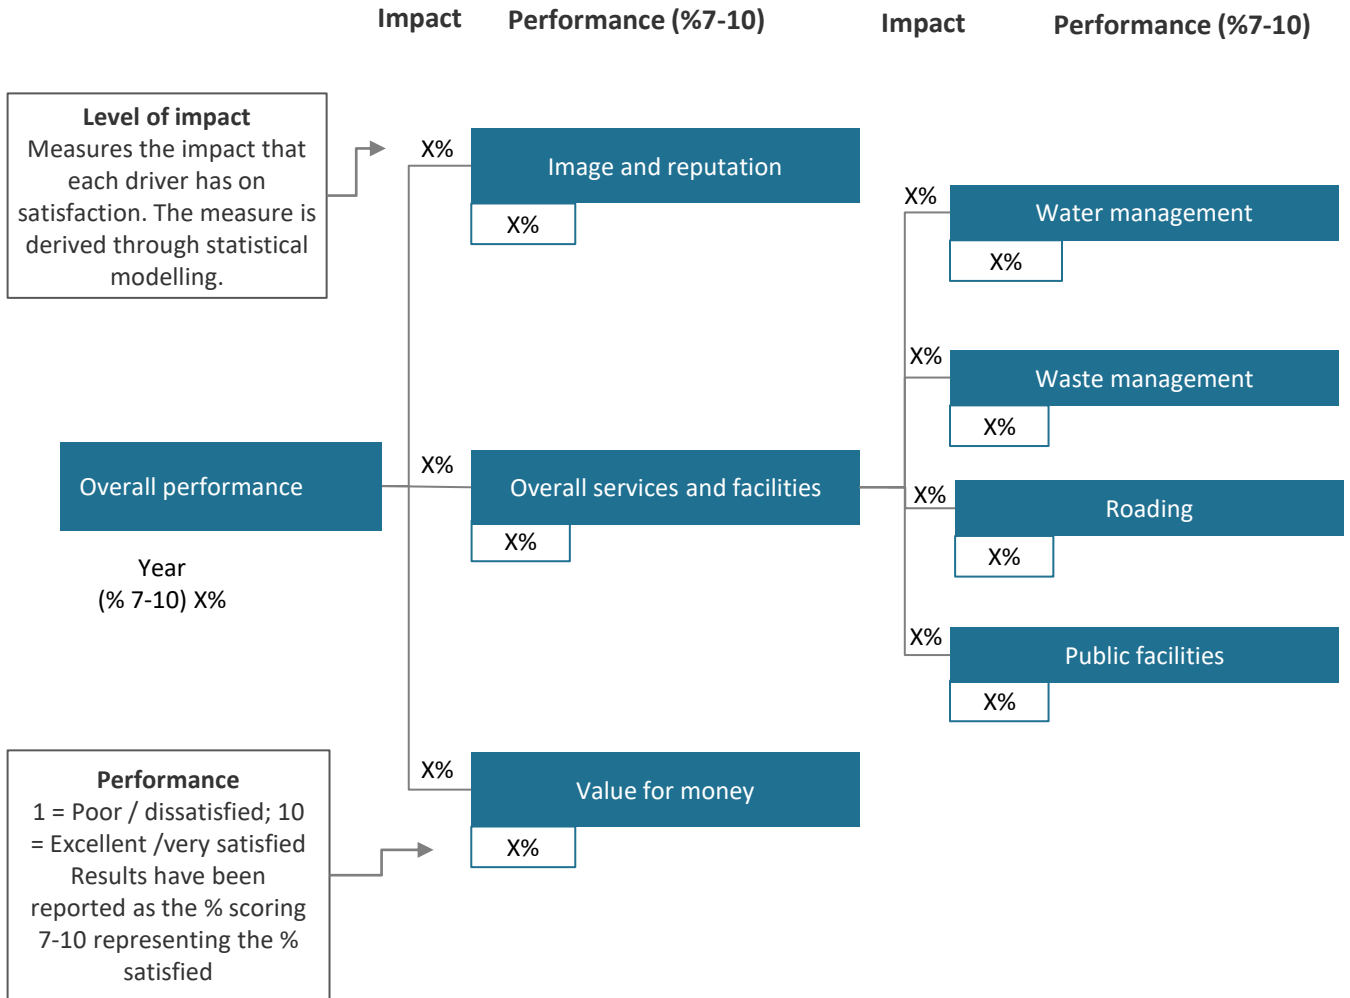 Impact
Performance (%7-10)
Impact
Performance (%7-10)
Level of impact
Measures the impact that
each driver has on
satisfaction. The measure is
derived through statistical
modelling.
X%
Image and reputation
X%
X%
Water management
X%
X%
Waste management
X%
Overall performance
Year
(% 7-10) X%
X%
Overall services and facilities
X%
X%
Roading
X%
X%
Public facilities
X%
Performance
1 = Poor / dissatisfied; 10
= Excellent /very satisfied
Results have been
reported as the % scoring
7-10 representing the %
satisfied
X%
Value for money
X%